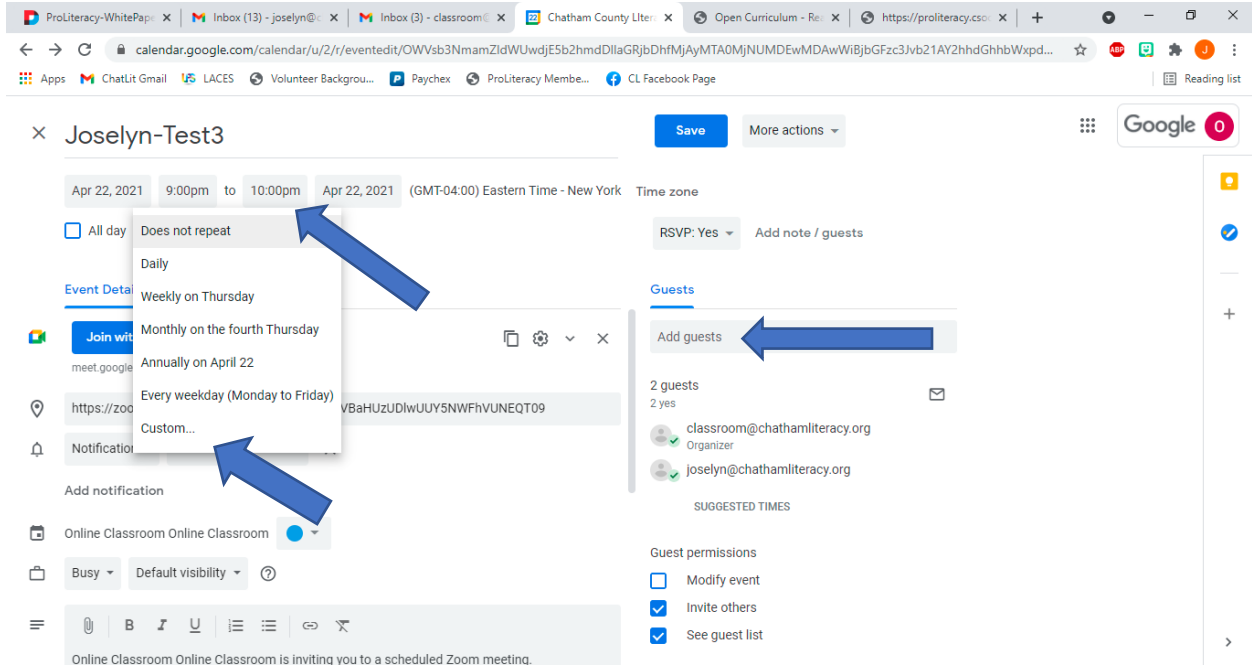 ProLiteracy-WhitePape
Inbox (13) - joselyn@c
Inbox (3) - classroom@
Chatham County LIter
Open Curriculum - Re
https://proliteracy.csoc
calendar.google.com/calendar/u/2/r/eventedit/OWVsb3NmamZldWUwdjE5b2hmdDllaGRjbDhfMjAyMTA0MjNUMDEwMDAwWiBjbGFzc3Jvb21AY2hhdGhhbWxpd...
Apps ChatLit Gmail LACES Volunteer Backgrou... Paychex ProLiteracy Membe... CL Facebook Page Reading list
Joselyn-Test3
Save More actions
Google O
Apr 22, 2021 9:00pm to 10:00pm Apr 22, 2021 (GMT-04:00) Eastern Time - New York Time zone
All day
Does not repeat
Daily
Weekly on Thursday
Monthly on the fourth Thursday
Annually on April 22
Every weekday (Monday to Friday)
Custom...
RSVP: Yes Add note / guests
Event Detai
Join wit
meet.google
https://zoo VBaHUzUDlwUUY5NWFhVUNEQT09
Notification
Add notification
Online Classroom Online Classroom
Busy Default visibility
B I U
Online Classroom Online Classroom is inviting you to a scheduled Zoom meeting.
Guests
Add guests
2 guests
2 yes
classroom@chathamliteracy.org
Organizer
joselyn@chathamliteracy.org
SUGGESTED TIMES
Guest permissions
Modify event
Invite others
See guest list